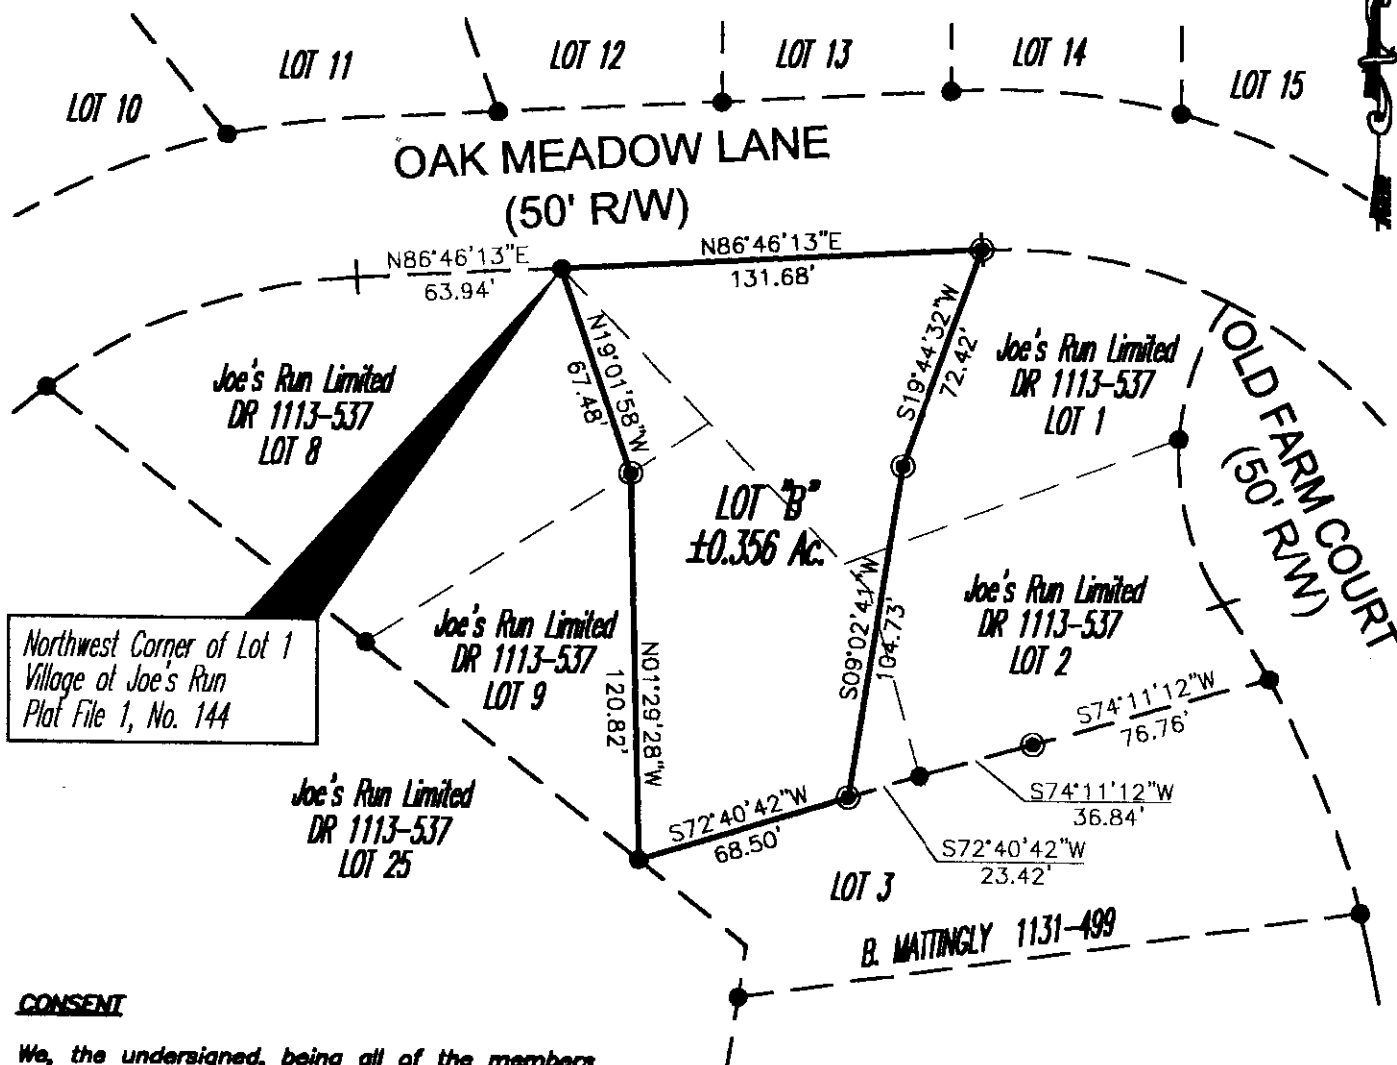 LOT 10
LOT 11
LOT 12
LOT 13
LOT 14
LOT 15
OAK MEADOW LANE
(50' R/W)
N86°46'13"E
63.94'
N86°46'13"E
131.68'
N19°01'58"W
67.48'
S19°44'32"W
72.42'
Joe's Run Limited
DR 1113-537
LOT 8
Joe's Run Limited
DR 1113-537
LOT 1
OLD FARM COURT
(50' R/W)
LOT "B"
±0.356 Ac.
Northwest Corner of Lot 1
Village at Joe's Run
Plat File 1, No. 144
Joe's Run Limited
DR 1113-537
LOT 9
N01°29'28"W
120.82'
S09°02'41"W
104.73'
Joe's Run Limited
DR 1113-537
LOT 2
S74°11'12"W
76.76'
S74°11'12"W
36.84'
S72°40'42"W
23.42'
S72°40'42"W
68.50'
Joe's Run Limited
DR 1113-537
LOT 25
LOT 3
B. MATTINGLY 1131-499
CONSENT
We, the undersigned, being all of the members